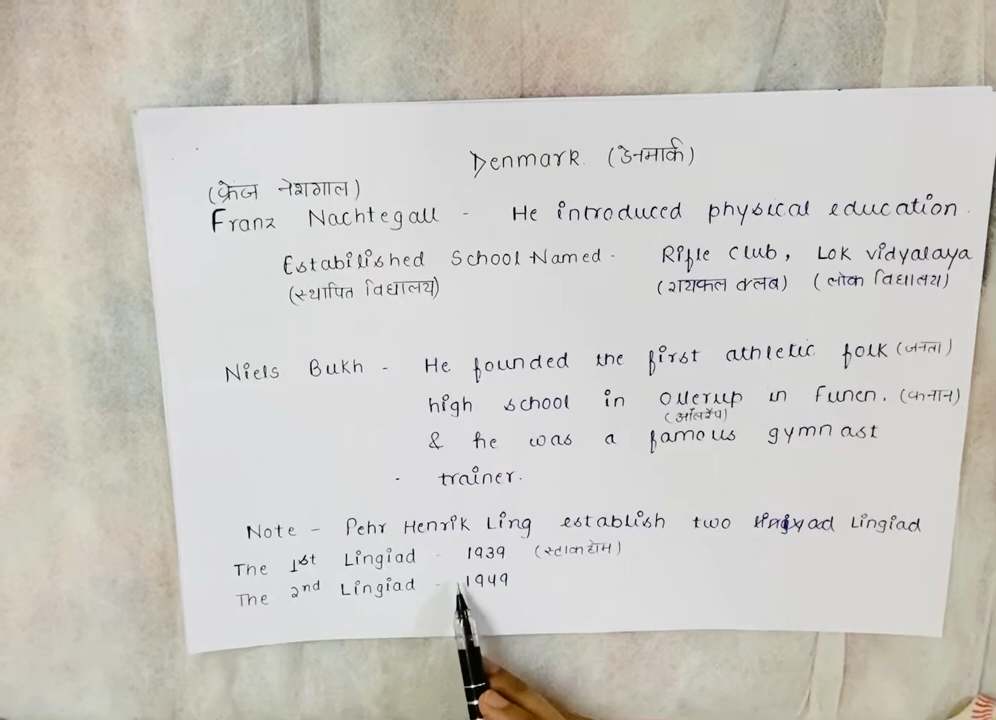 Denmark. (डेनमार्क)
(फ्रेंज नेशगाल)
Franz Nachtegall - He introduced physical education.
Estabilished School Named - Rifle Club, Lok vidyalaya
(स्थापित विद्यालय) (रायफल क्लब) (लोक विद्यालय)
Niels Bukh - He founded the first athletic folk (जनता)
high school in Ollerup in Funen. (फनान)
(ऑलरॅप)
& he was a famous gymnast
- trainer.
Note - Pehr Henrik Ling establish two Lingiad
The 1st Lingiad - 1939 (स्टाकहोम)
The 2nd Lingiad - 1949